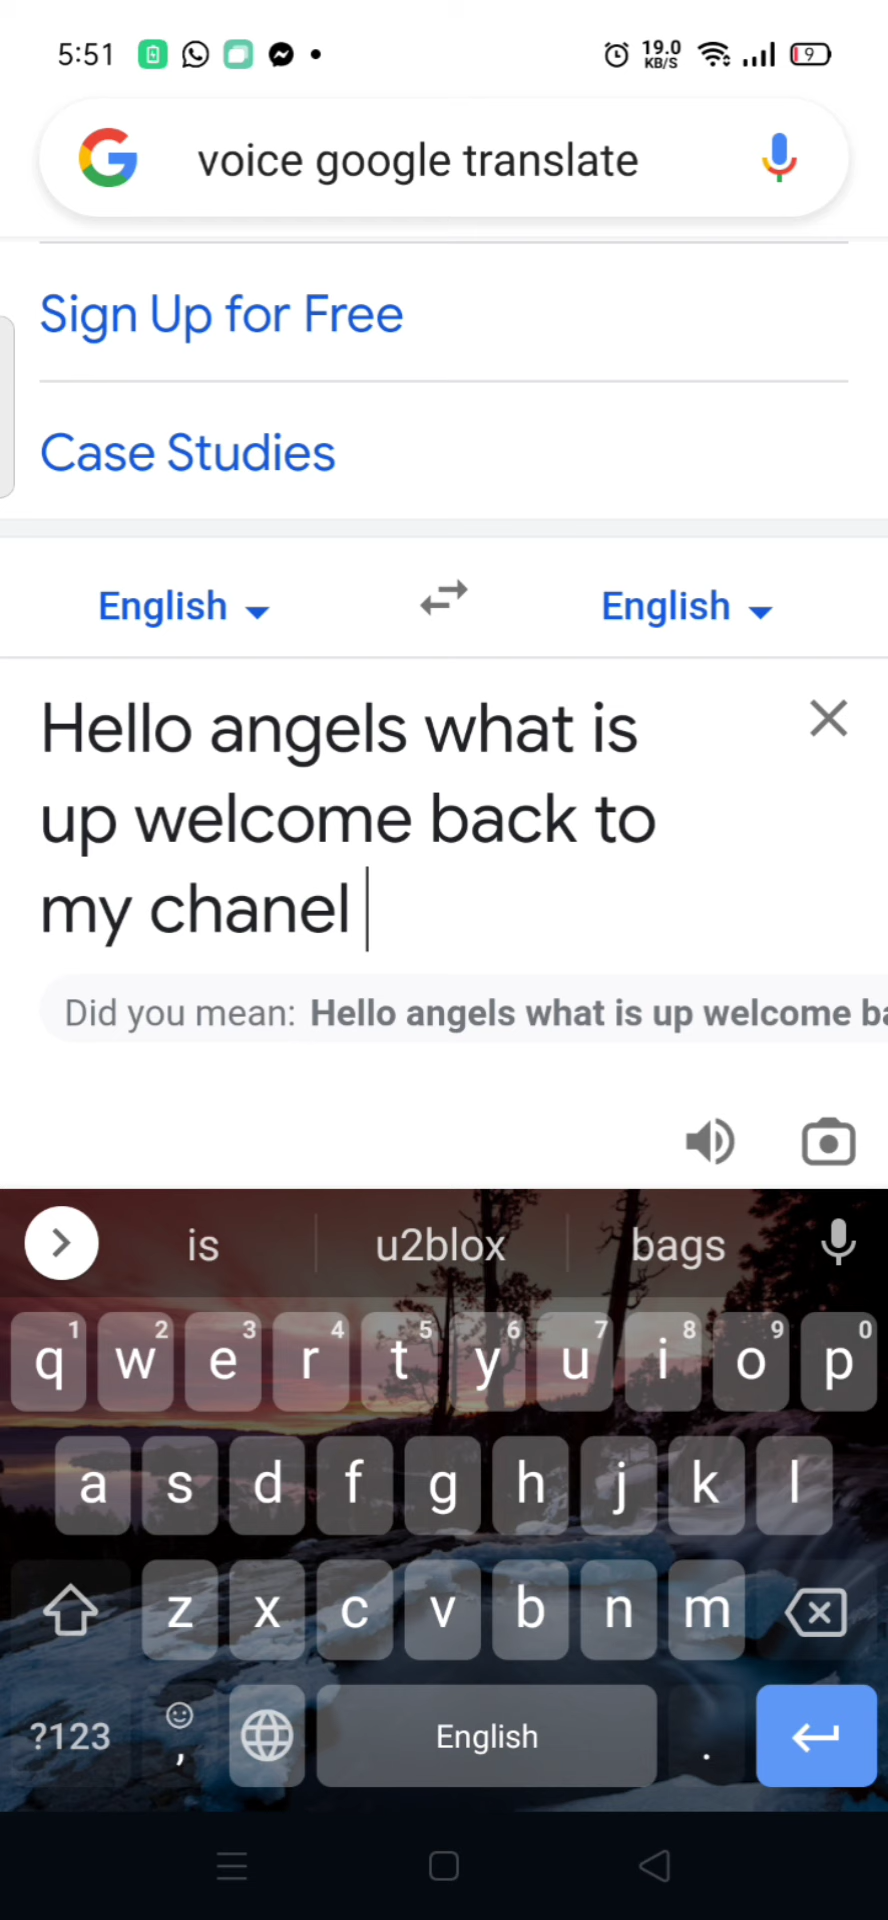 5:51 19.0 KB/S 9
voice google translate
Sign Up for Free
Case Studies
English English
Hello angels what is
up welcome back to
my chanel
Did you mean: Hello angels what is up welcome ba
is u2blox bags
1 2 3 4 5 6 7 8 9 0
q w e r t y u i o p
a s d f g h j k l
z x c v b n m
?123 , English .